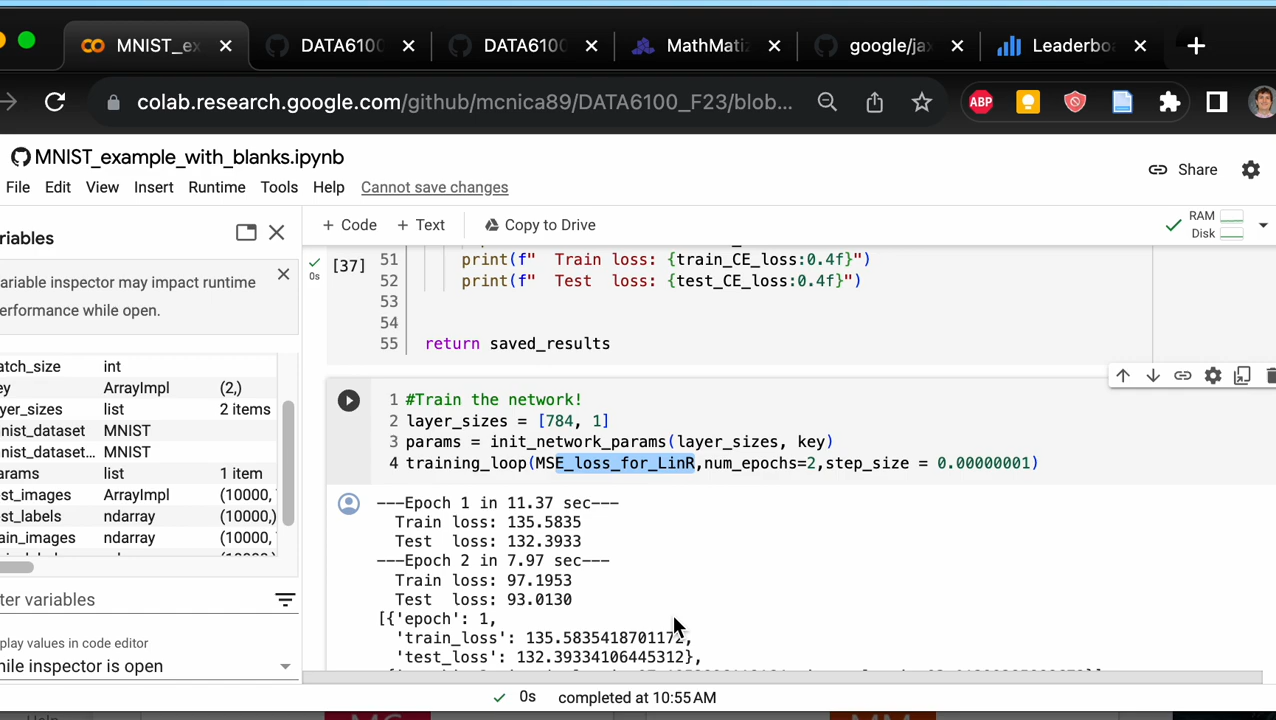 MNIST_ex
DATA610
DATA610
MathMati
google/ja
Leaderbo
colab.research.google.com/github/mcnica89/DATA6100_F23/blob...
ABP
MNIST_example_with_blanks.ipynb
Share
File Edit View Insert Runtime Tools Help Cannot save changes
+ Code + Text Copy to Drive
RAM
Disk
riables
ariable inspector may impact runtime
erformance while open.
atch_size int
ey ArrayImpl (2,)
yer_sizes list 2 items
nist_dataset MNIST
nist_dataset... MNIST
arams list 1 item
est_images ndarray (10000,
est_labels ndarray (10000,)
ain_images ndarray (10000,
ter variables
play values in code editor
hile inspector is open
[37]
0s
51 print(f"  Train loss: {train_CE_loss:0.4f}")
52 print(f"  Test  loss: {test_CE_loss:0.4f}")
53
54
55 return saved_results
1 #Train the network!
2 layer_sizes = [784, 1]
3 params = init_network_params(layer_sizes, key)
4 training_loop(MSE_loss_for_LinR,num_epochs=2,step_size = 0.00000001)
---Epoch 1 in 11.37 sec---
Train loss: 135.5835
Test  loss: 132.3933
---Epoch 2 in 7.97 sec---
Train loss: 97.1953
Test  loss: 93.0130
[{'epoch': 1,
'train_loss': 135.5835418701172,
'test_loss': 132.39334106445312},
0s completed at 10:55 AM